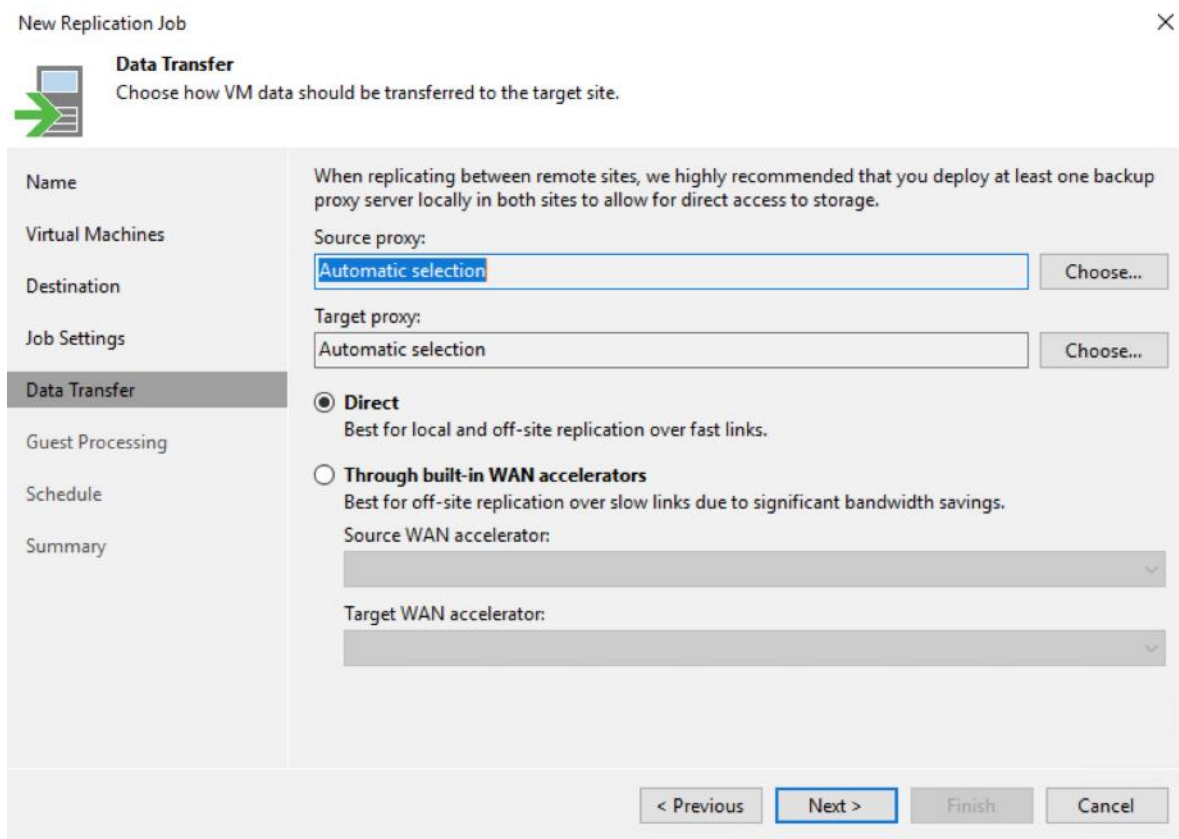 New Replication Job
Data Transfer
Choose how VM data should be transferred to the target site.
Name
Virtual Machines
Destination
Job Settings
Data Transfer
Guest Processing
Schedule
Summary
When replicating between remote sites, we highly recommended that you deploy at least one backup
proxy server locally in both sites to allow for direct access to storage.
Source proxy:
Automatic selection
Choose...
Target proxy:
Automatic selection
Choose...
Direct
Best for local and off-site replication over fast links.
Through built-in WAN accelerators
Best for off-site replication over slow links due to significant bandwidth savings.
Source WAN accelerator:
Target WAN accelerator:
< Previous
Next >
Finish
Cancel